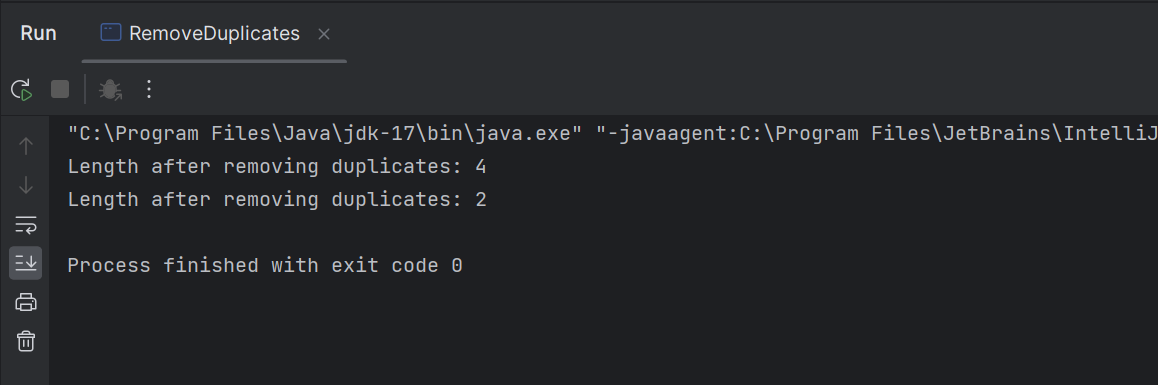 Run RemoveDuplicates
"C:\Program Files\Java\jdk-17\bin\java.exe" "-javaagent:C:\Program Files\JetBrains\IntelliJ
Length after removing duplicates: 4
Length after removing duplicates: 2
Process finished with exit code 0